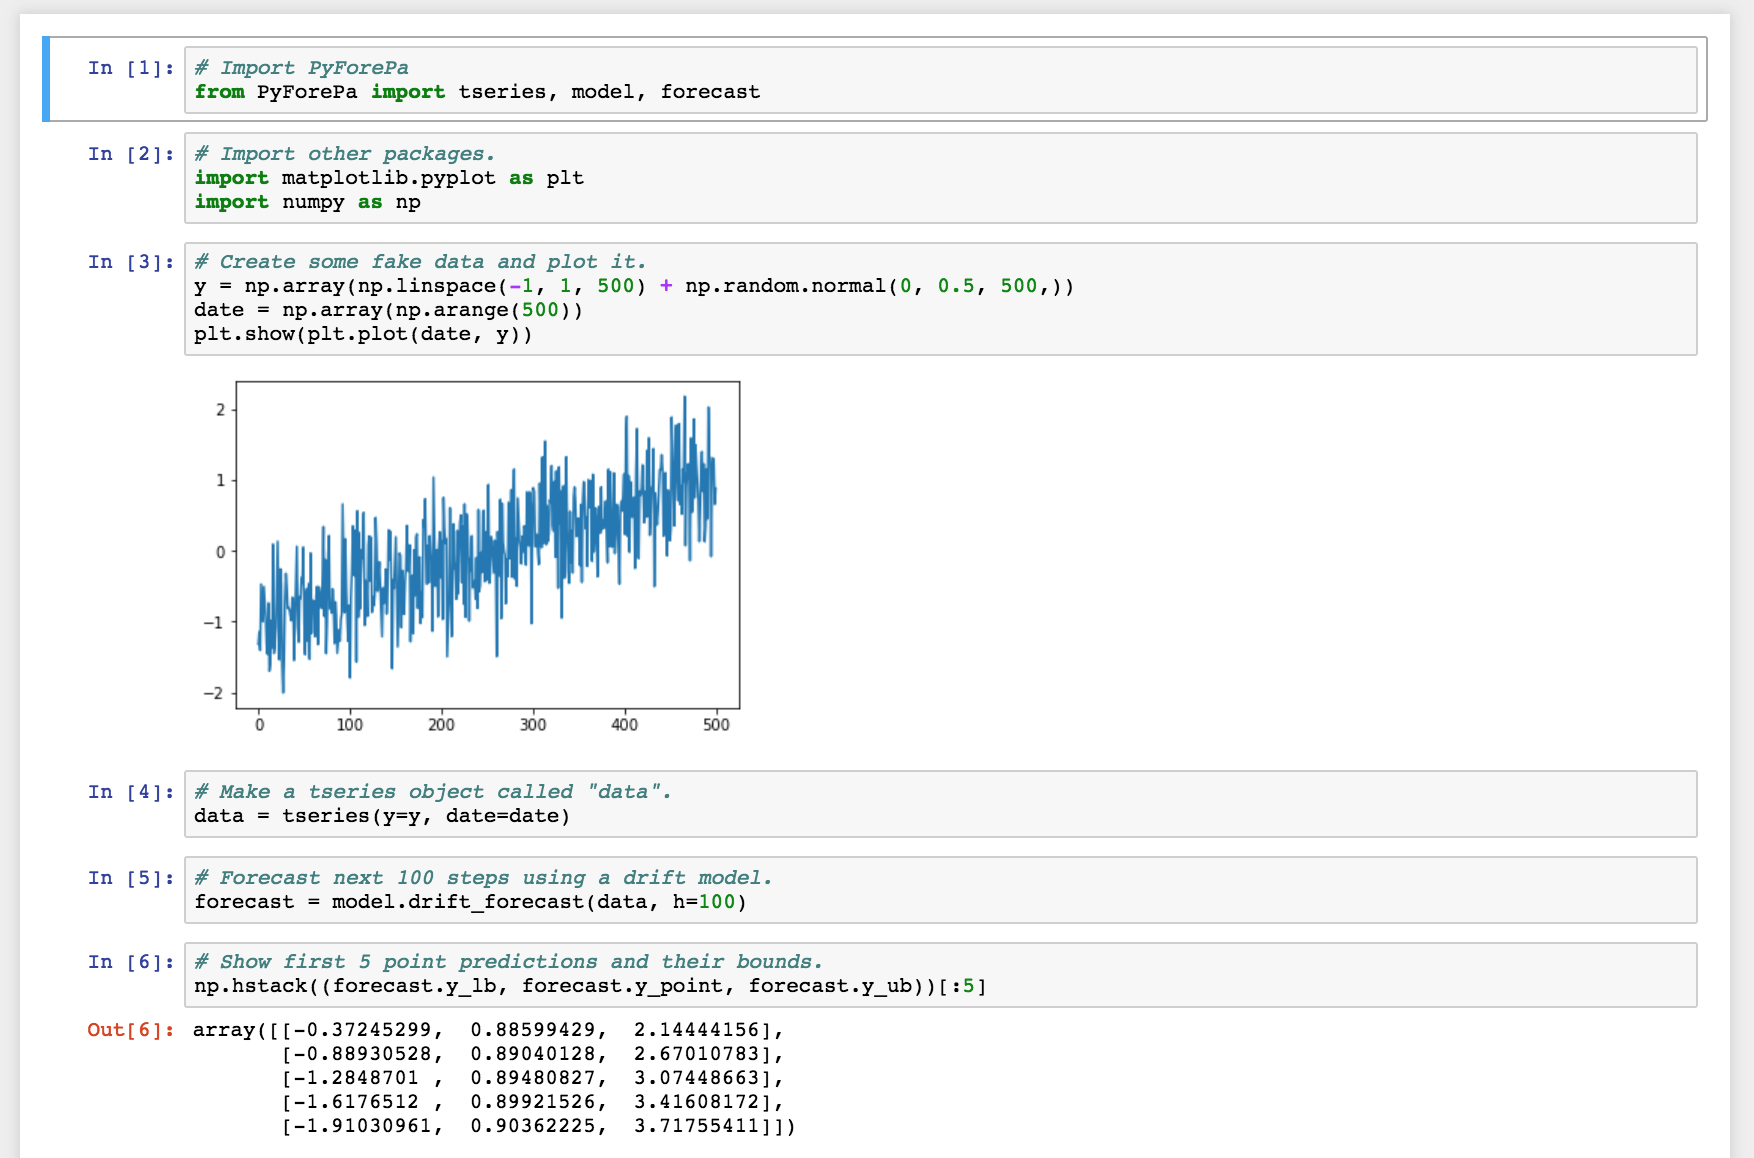 In [1]:
# Import PyForePa
from PyForePa import tseries, model, forecast
In [2]:
# Import other packages.
import matplotlib.pyplot as plt
import numpy as np
In [3]:
# Create some fake data and plot it.
y = np.array(np.linspace(-1, 1, 500) + np.random.normal(0, 0.5, 500,))
date = np.array(np.arange(500))
plt.show(plt.plot(date, y))
2
1
0
−1
−2
0 100 200 300 400 500
In [4]:
# Make a tseries object called "data".
data = tseries(y=y, date=date)
In [5]:
# Forecast next 100 steps using a drift model.
forecast = model.drift_forecast(data, h=100)
In [6]:
# Show first 5 point predictions and their bounds.
np.hstack((forecast.y_lb, forecast.y_point, forecast.y_ub))[:5]
Out[6]:
array([[-0.37245299,  0.88599429,  2.14444156],
       [-0.88930528,  0.89040128,  2.67010783],
       [-1.2848701 ,  0.89480827,  3.07448663],
       [-1.6176512 ,  0.89921526,  3.41608172],
       [-1.91030961,  0.90362225,  3.71755411]])